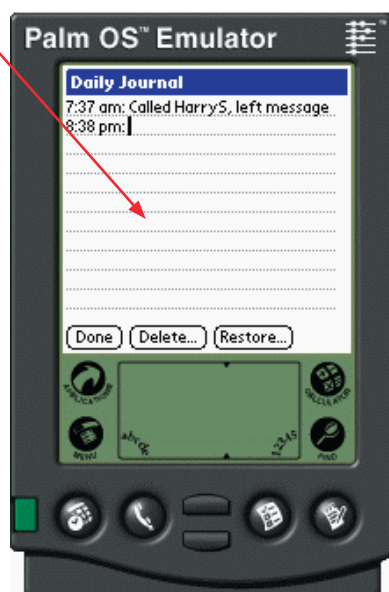 Palm OS™ Emulator
Daily Journal
7:37 am: Called HarryS, left message
8:38 pm:
Done Delete... Restore...
APPLICATIONS
CALCULATOR
MENU
abcde
12345
FIND